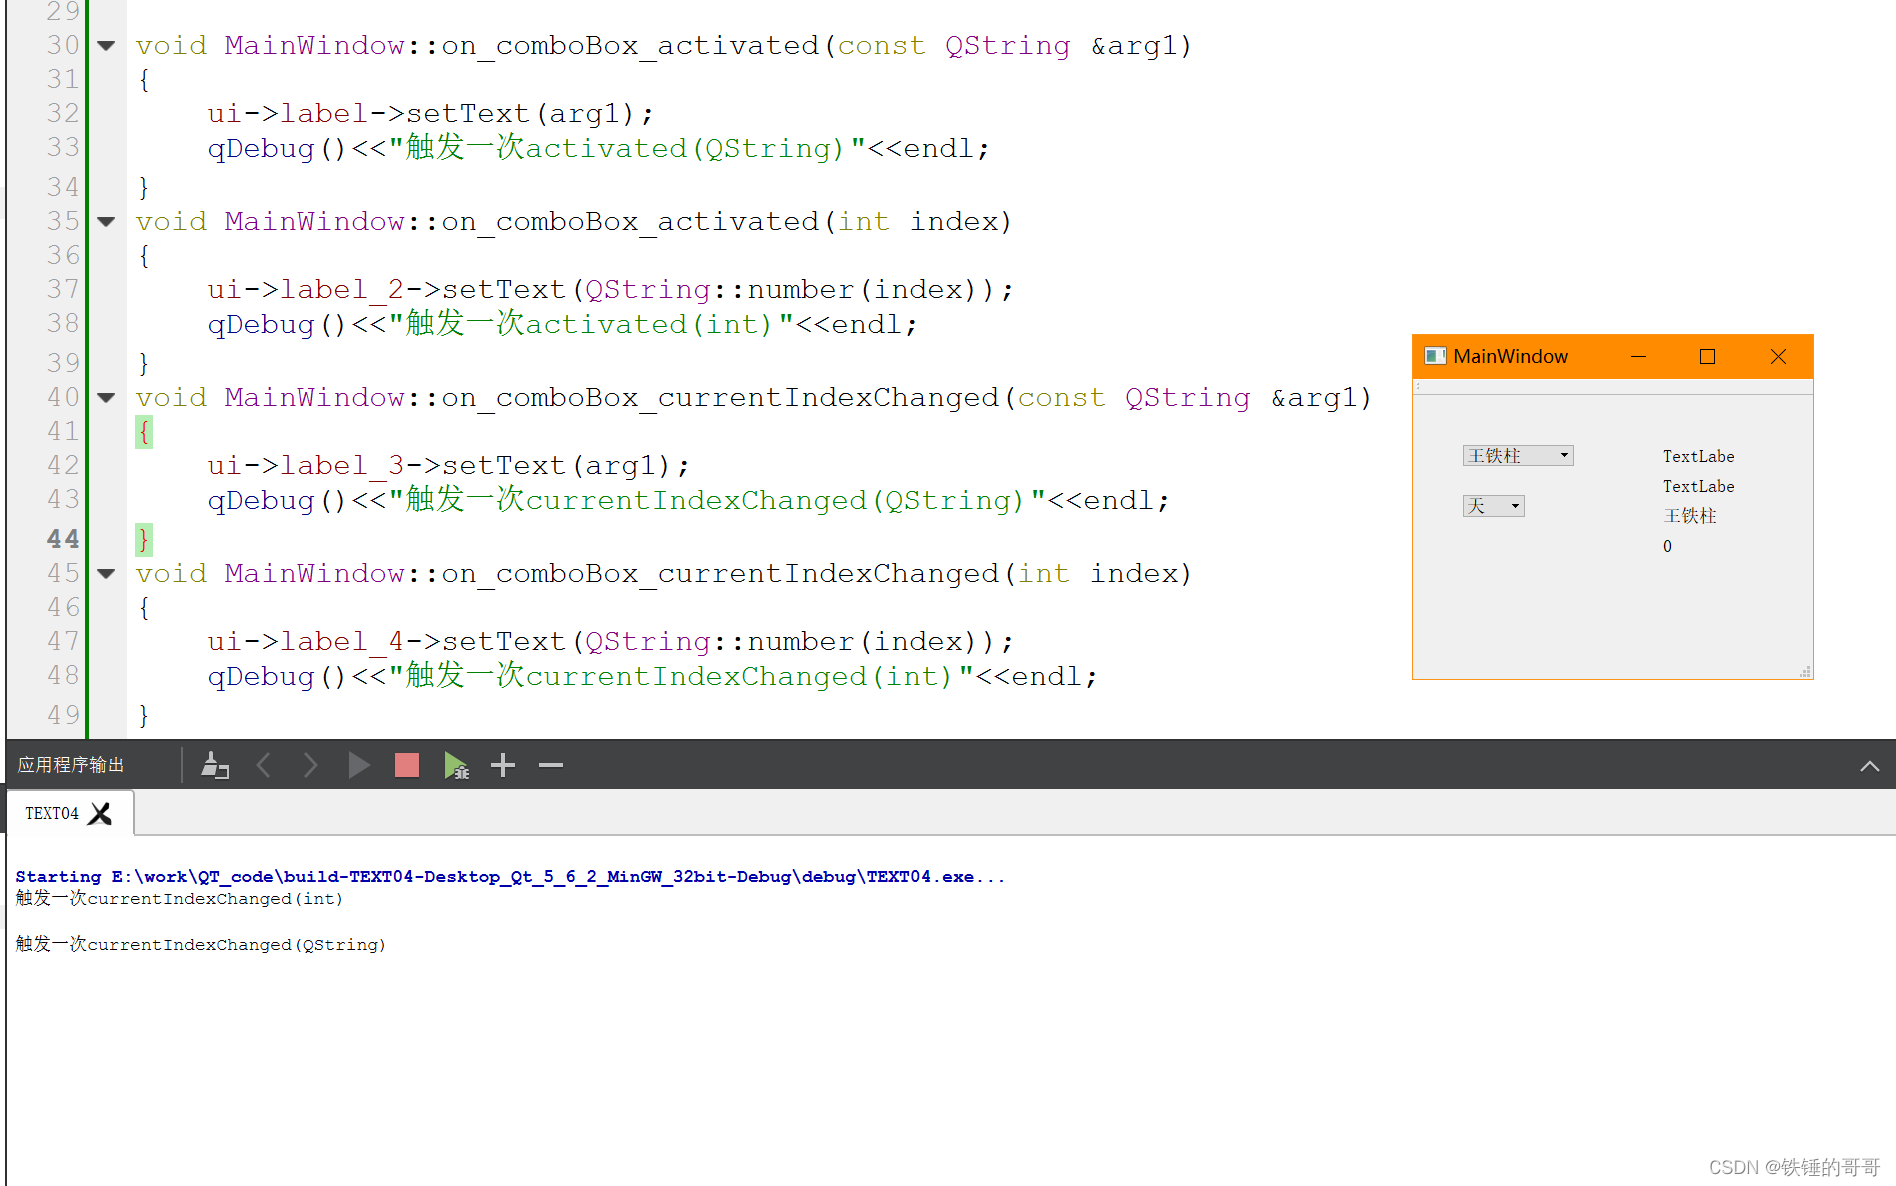 29
30 void MainWindow::on_comboBox_activated(const QString &arg1)
31 {
32 ui->label->setText(arg1);
33 qDebug()<<"触发一次activated(QString)"<<endl;
34 }
35 void MainWindow::on_comboBox_activated(int index)
36 {
37 ui->label_2->setText(QString::number(index));
38 qDebug()<<"触发一次activated(int)"<<endl;
39 }
40 void MainWindow::on_comboBox_currentIndexChanged(const QString &arg1)
41 {
42 ui->label_3->setText(arg1);
43 qDebug()<<"触发一次currentIndexChanged(QString)"<<endl;
44 }
45 void MainWindow::on_comboBox_currentIndexChanged(int index)
46 {
47 ui->label_4->setText(QString::number(index));
48 qDebug()<<"触发一次currentIndexChanged(int)"<<endl;
49 }
MainWindow
王铁柱
天
TextLabe
TextLabe
王铁柱
0
应用程序输出
TEXT04
Starting E:\work\QT_code\build-TEXT04-Desktop_Qt_5_6_2_MinGW_32bit-Debug\debug\TEXT04.exe...
触发一次currentIndexChanged(int)
触发一次currentIndexChanged(QString)
CSDN @铁锤的哥哥